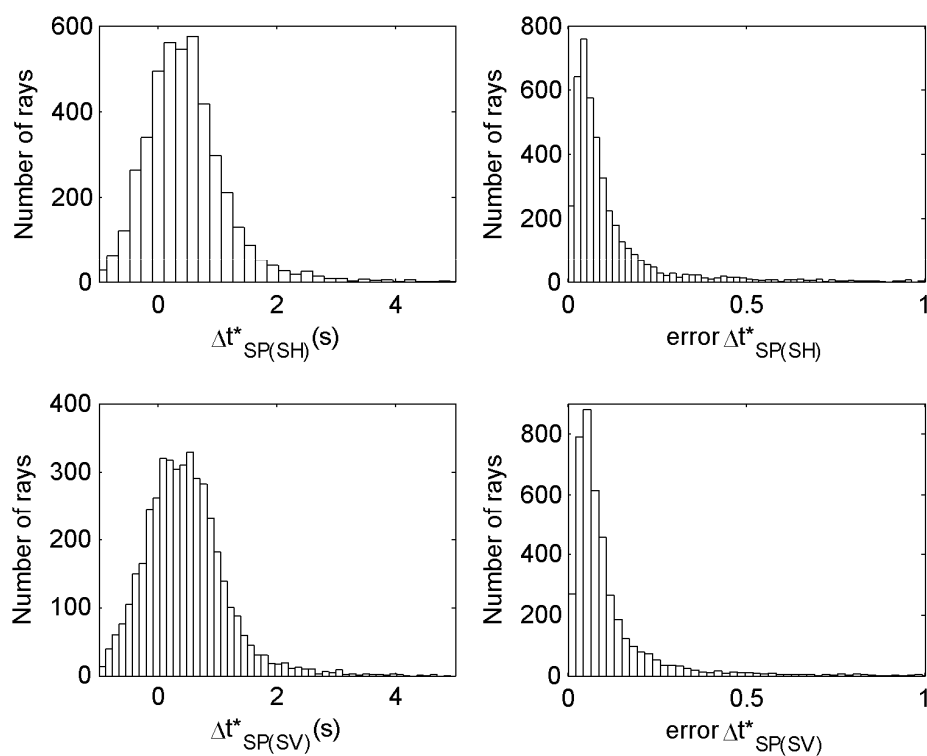 600
400
200
0
Number of rays
0 2 4
Δt*SP(SH)(s)
800
600
400
200
0
Number of rays
0 0.5 1
error Δt*SP(SH)
400
300
200
100
0
Number of rays
0 2 4
Δt*SP(SV)(s)
800
600
400
200
0
Number of rays
0 0.5 1
error Δt*SP(SV)